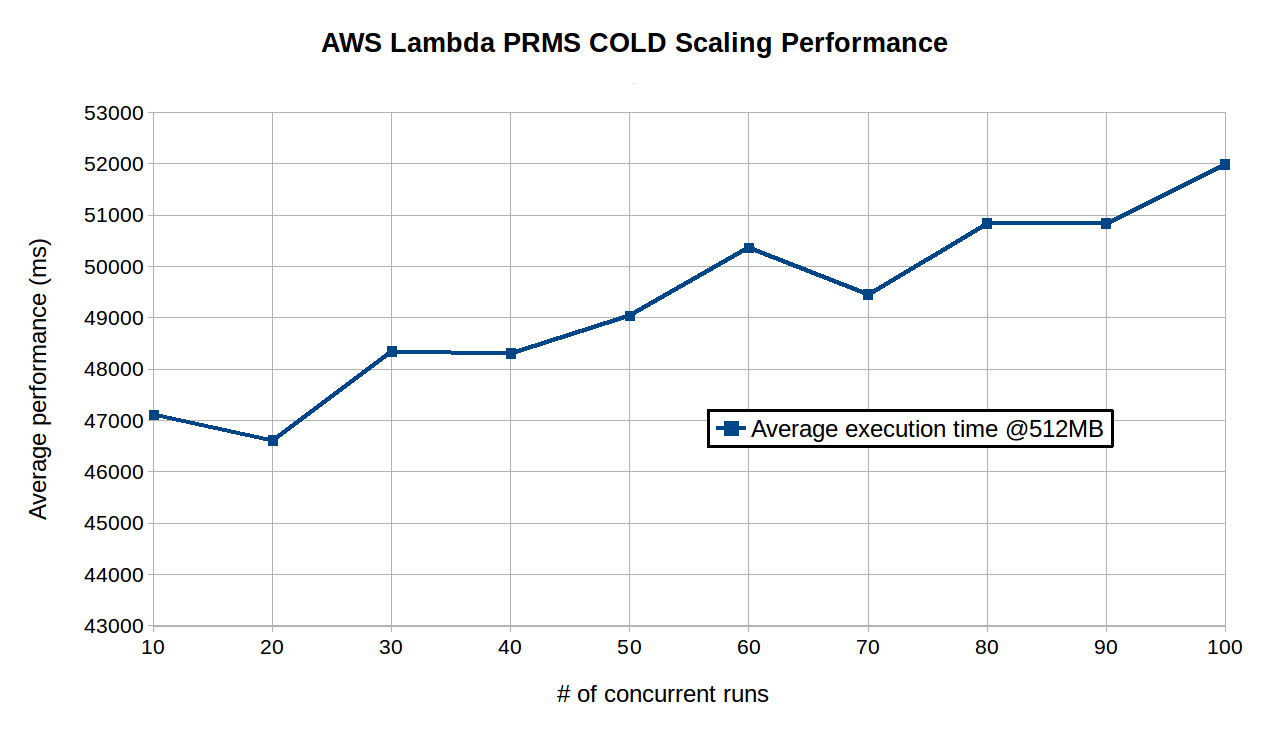 AWS Lambda PRMS COLD Scaling Performance
53000
52000
51000
50000
49000
48000
47000
46000
45000
44000
43000
Average performance (ms)
Average execution time @512MB
10 20 30 40 50 60 70 80 90 100
# of concurrent runs